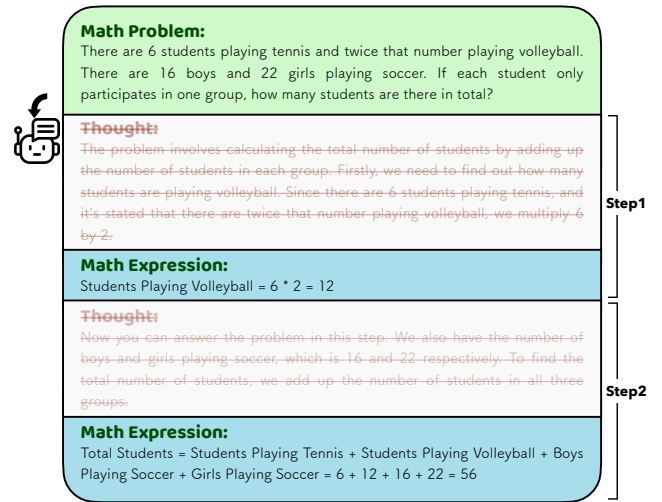 Math Problem:
There are 6 students playing tennis and twice that number playing volleyball.
There are 16 boys and 22 girls playing soccer. If each student only
participates in one group, how many students are there in total?
Thought:
The problem involves calculating the total number of students by adding up
the number of students in each group. Firstly, we need to find out how many
students are playing volleyball. Since there are 6 students playing tennis, and
it's stated that there are twice that number playing volleyball, we multiply 6
by 2.
Step1
Math Expression:
Students Playing Volleyball = 6 * 2 = 12
Thought:
Now you can answer the problem in this step. We also have the number of
boys and girls playing soccer, which is 16 and 22 respectively. To find the
total number of students, we add up the number of students in all three
groups.
Step2
Math Expression:
Total Students = Students Playing Tennis + Students Playing Volleyball + Boys
Playing Soccer + Girls Playing Soccer = 6 + 12 + 16 + 22 = 56